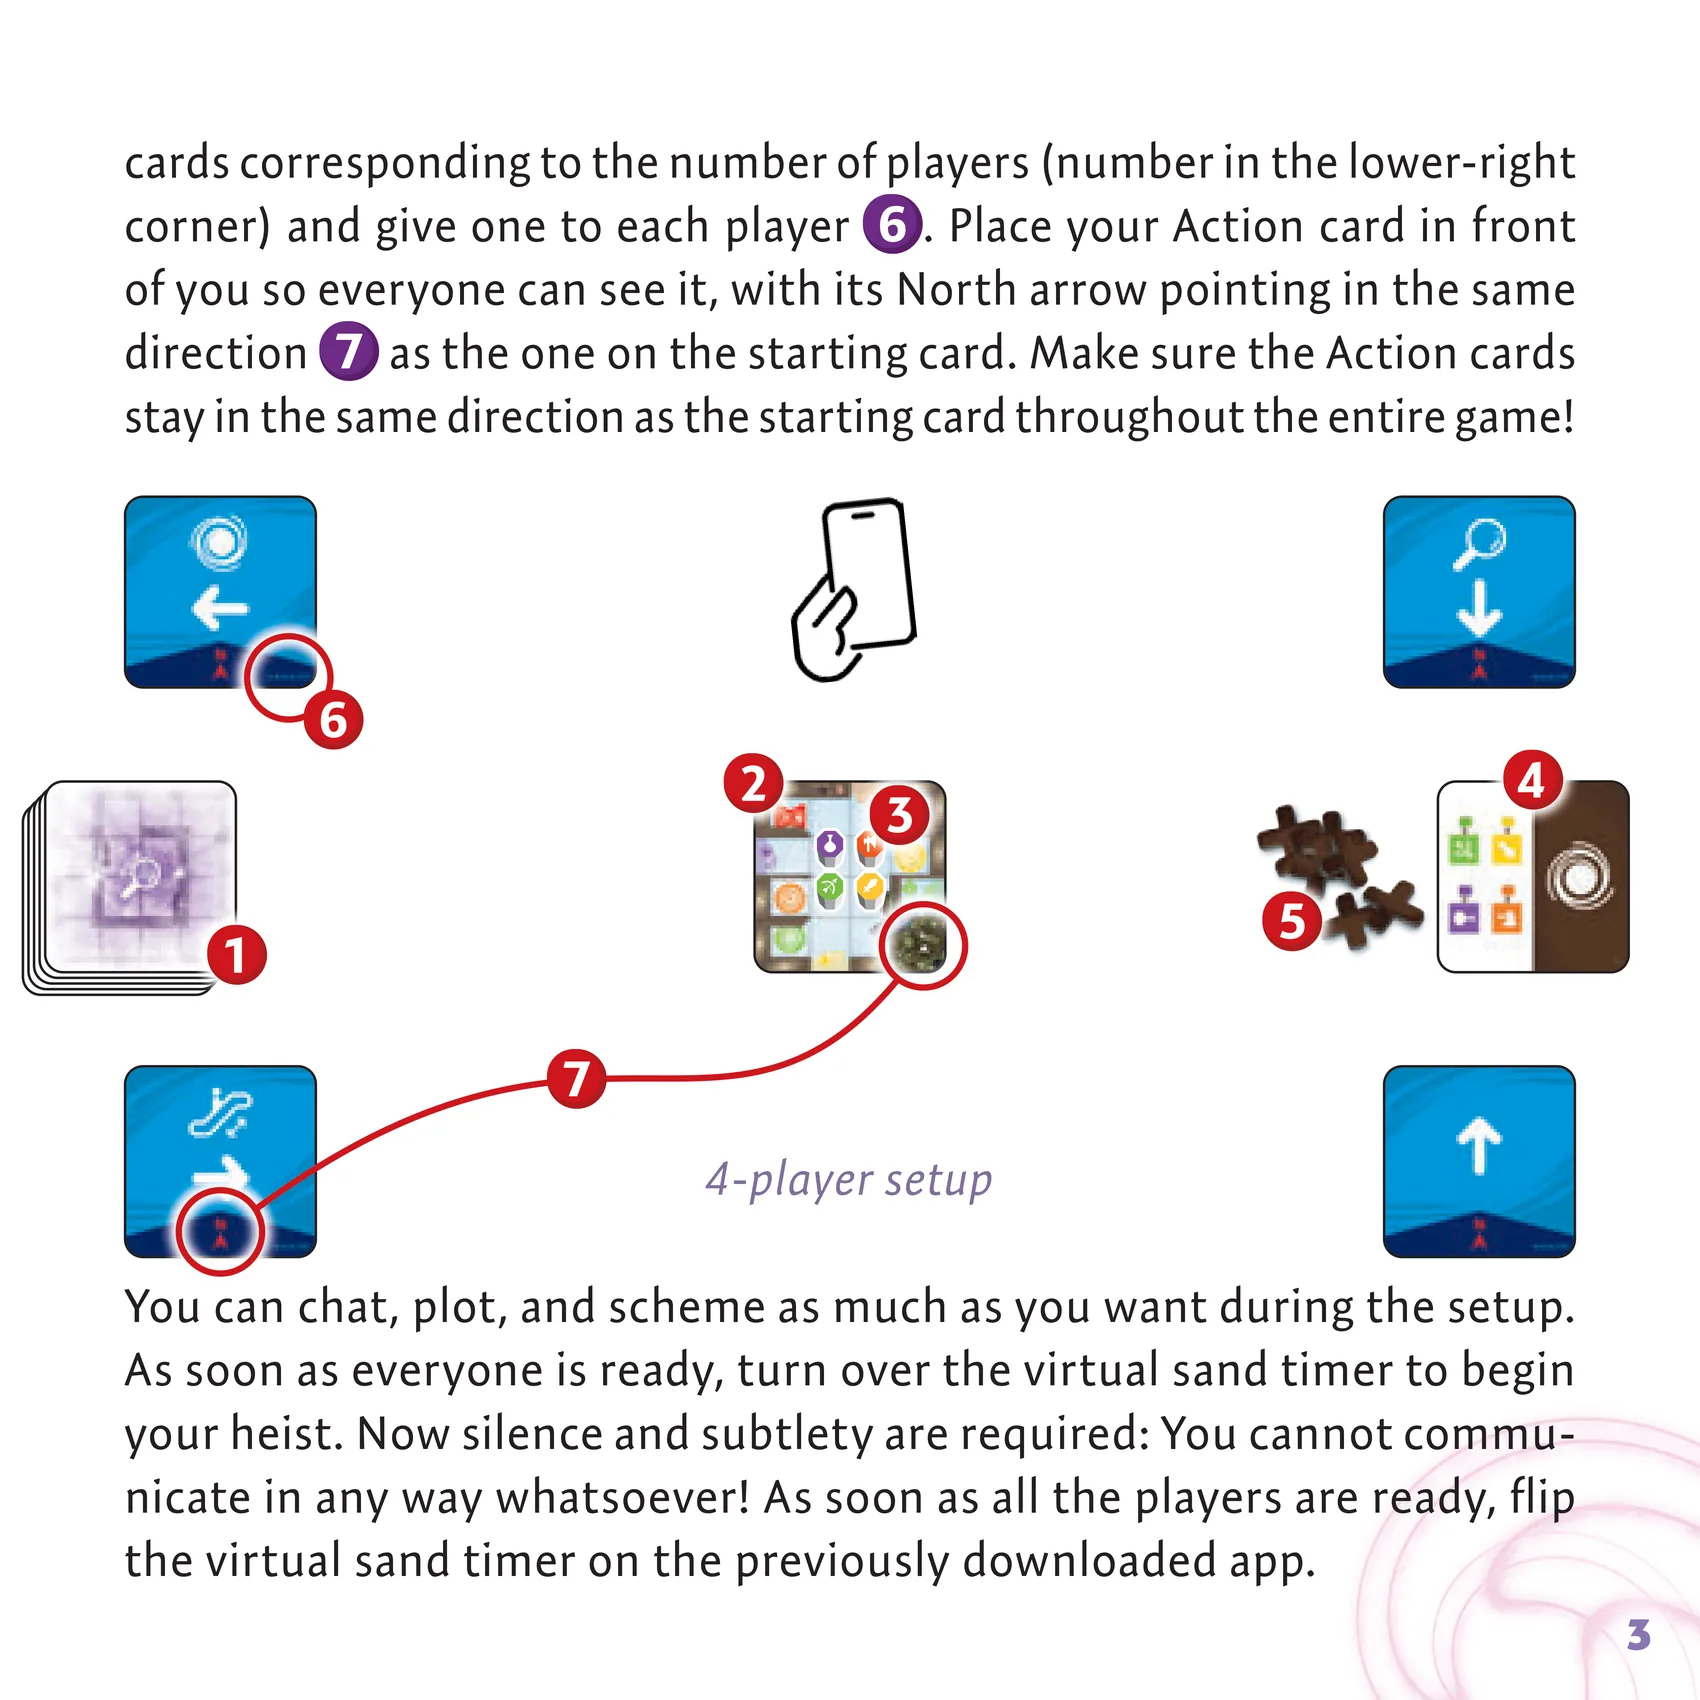 cards corresponding to the number of players (number in the lower-right
corner) and give one to each player 6. Place your Action card in front
of you so everyone can see it, with its North arrow pointing in the same
direction 7 as the one on the starting card. Make sure the Action cards
stay in the same direction as the starting card throughout the entire game!
N
N
6
2
3
4
1
5
7
4-player setup
N
N
You can chat, plot, and scheme as much as you want during the setup.
As soon as everyone is ready, turn over the virtual sand timer to begin
your heist. Now silence and subtlety are required: You cannot commu-
nicate in any way whatsoever! As soon as all the players are ready, flip
the virtual sand timer on the previously downloaded app.
3